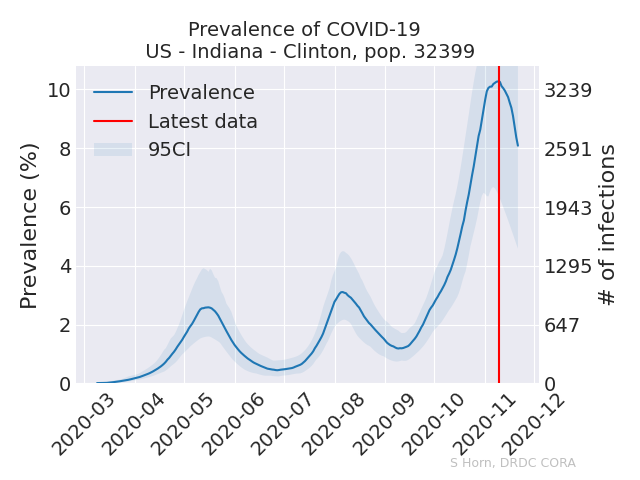 Prevalence of COVID-19
US - Indiana - Clinton, pop. 32399
Prevalence
Latest data
95CI
Prevalence (%)
10
8
6
4
2
0
# of infections
3239
2591
1943
1295
647
0
2020-03
2020-04
2020-05
2020-06
2020-07
2020-08
2020-09
2020-10
2020-11
2020-12
S Horn, DRDC CORA